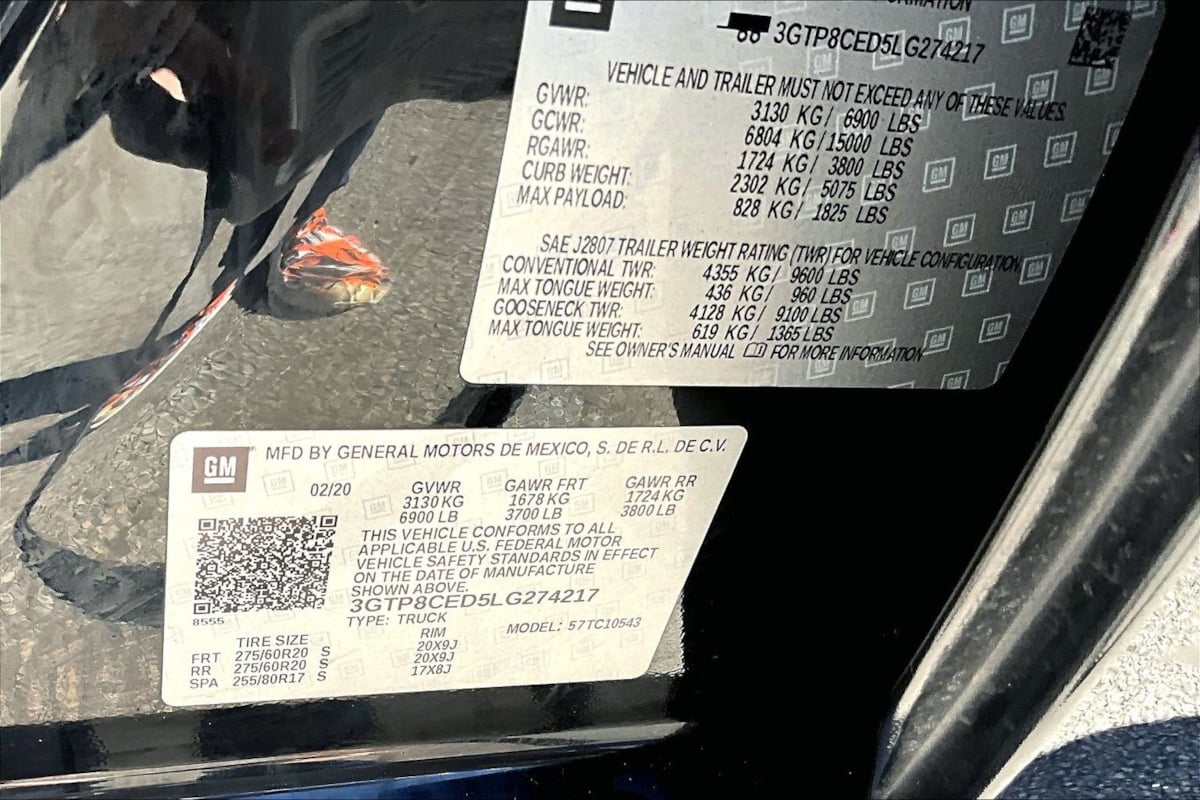 3GTP8CED5LG274217
VEHICLE AND TRAILER MUST NOT EXCEED ANY OF THESE VALUES.
GVWR: 3130 KG/ 6900 LBS
GCWR: 6804 KG/15000 LBS
RGAWR: 1724 KG/ 3800 LBS
CURB WEIGHT: 2302 KG/ 5075 LBS
MAX PAYLOAD: 828 KG/ 1825 LBS
SAE J2807 TRAILER WEIGHT RATING (TWR) FOR VEHICLE CONFIGURATION
CONVENTIONAL TWR: 4355 KG/ 9600 LBS
MAX TONGUE WEIGHT: 436 KG/ 960 LBS
GOOSENECK TWR: 4128 KG/ 9100 LBS
MAX TONGUE WEIGHT: 619 KG/ 1365 LBS
SEE OWNER'S MANUAL FOR MORE INFORMATION
GM MFD BY GENERAL MOTORS DE MEXICO, S. DE R.L. DE C.V.
02/20 GVWR GAWR FRT GAWR RR
3130 KG 1678 KG 1724 KG
6900 LB 3700 LB 3800 LB
THIS VEHICLE CONFORMS TO ALL
APPLICABLE U.S. FEDERAL MOTOR
VEHICLE SAFETY STANDARDS IN EFFECT
ON THE DATE OF MANUFACTURE
SHOWN ABOVE.
3GTP8CED5LG274217
8555 TYPE: TRUCK MODEL: 57TC10543
TIRE SIZE RIM
FRT 275/60R20 S 20X9J
RR 275/60R20 S 20X9J
SPA 255/80R17 S 17X8J